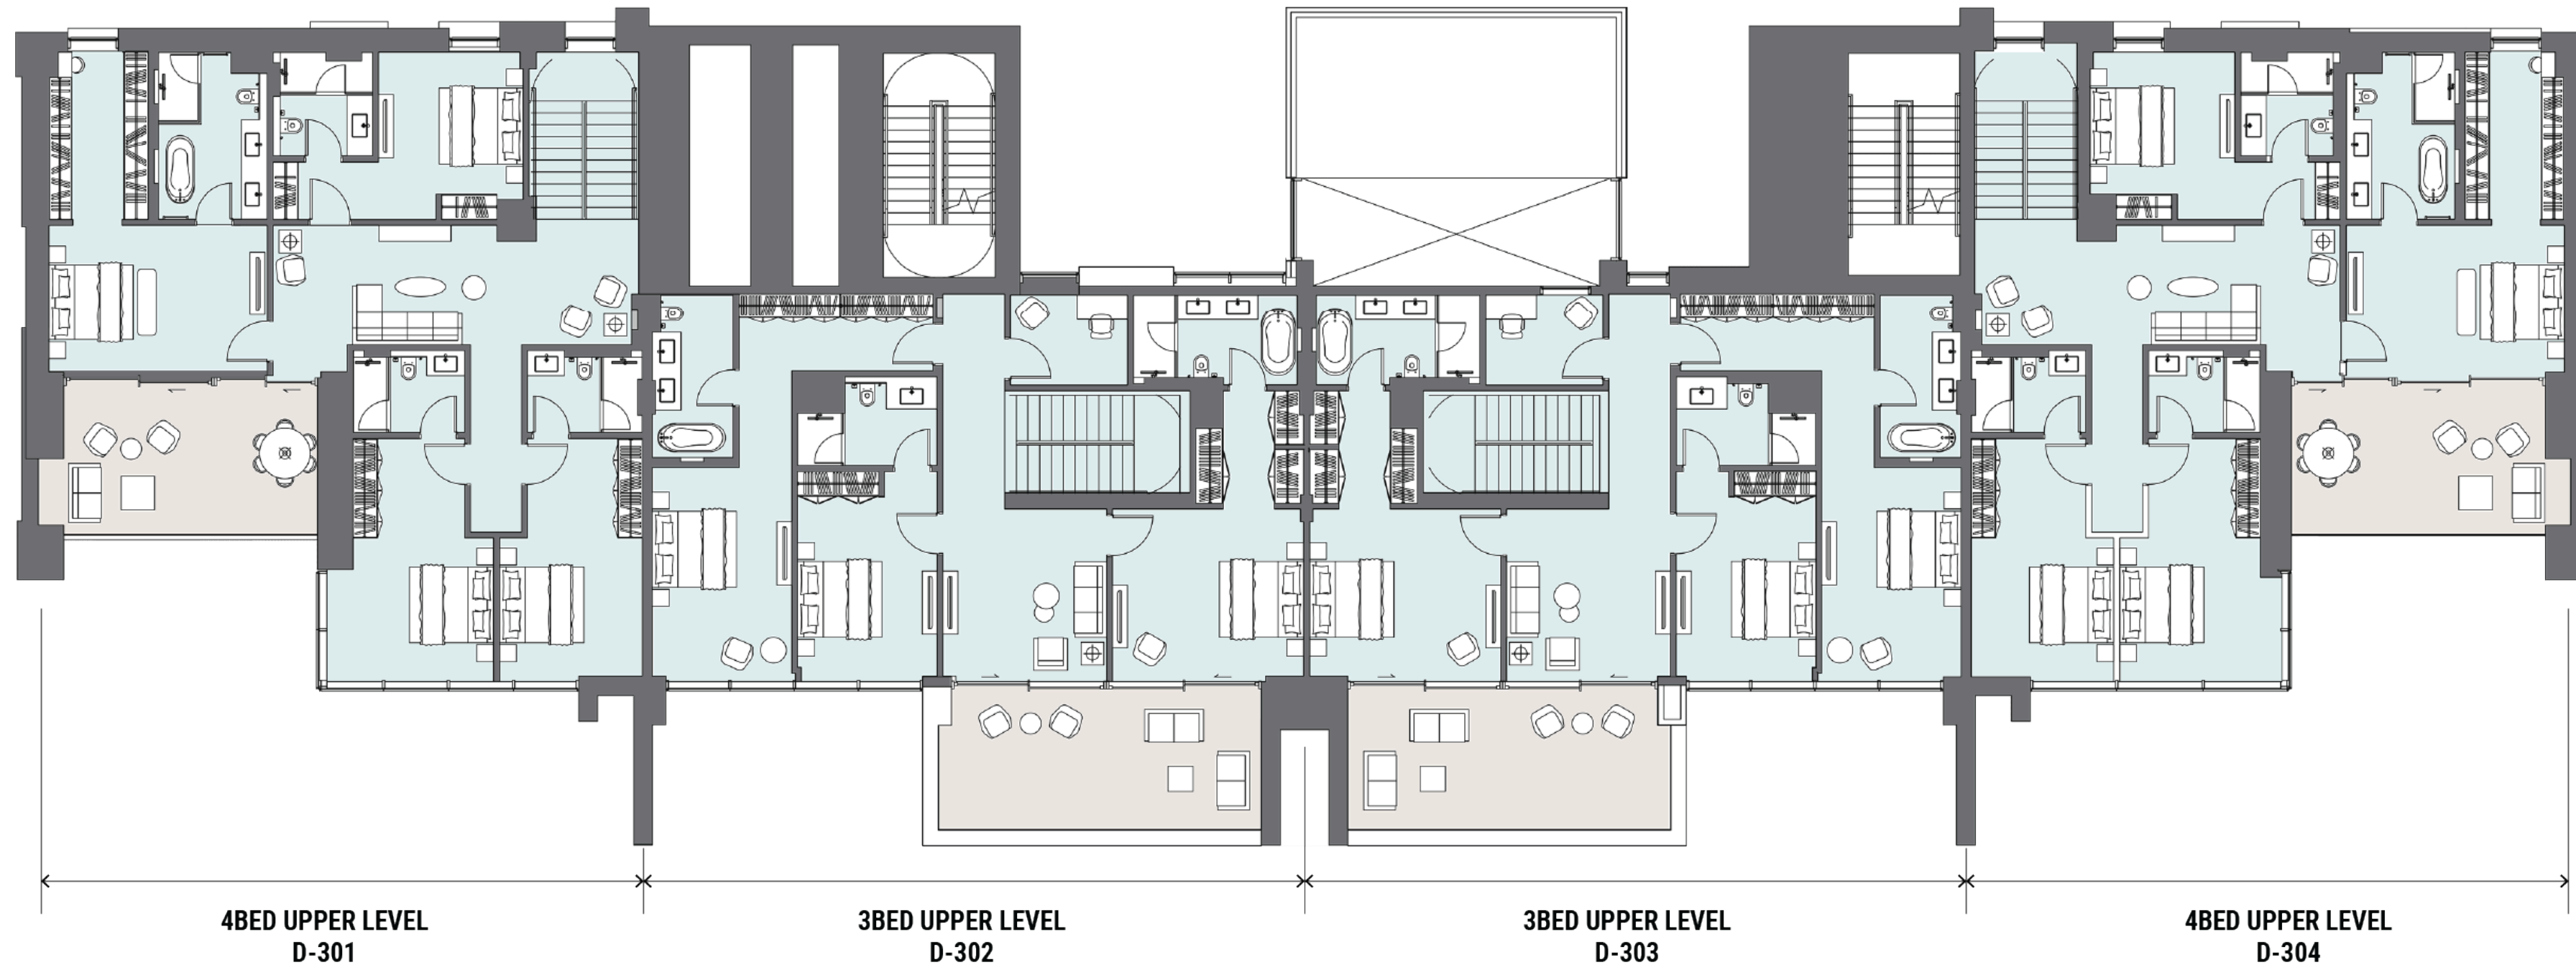 4BED UPPER LEVEL
D-301
3BED UPPER LEVEL
D-302
3BED UPPER LEVEL
D-303
4BED UPPER LEVEL
D-304